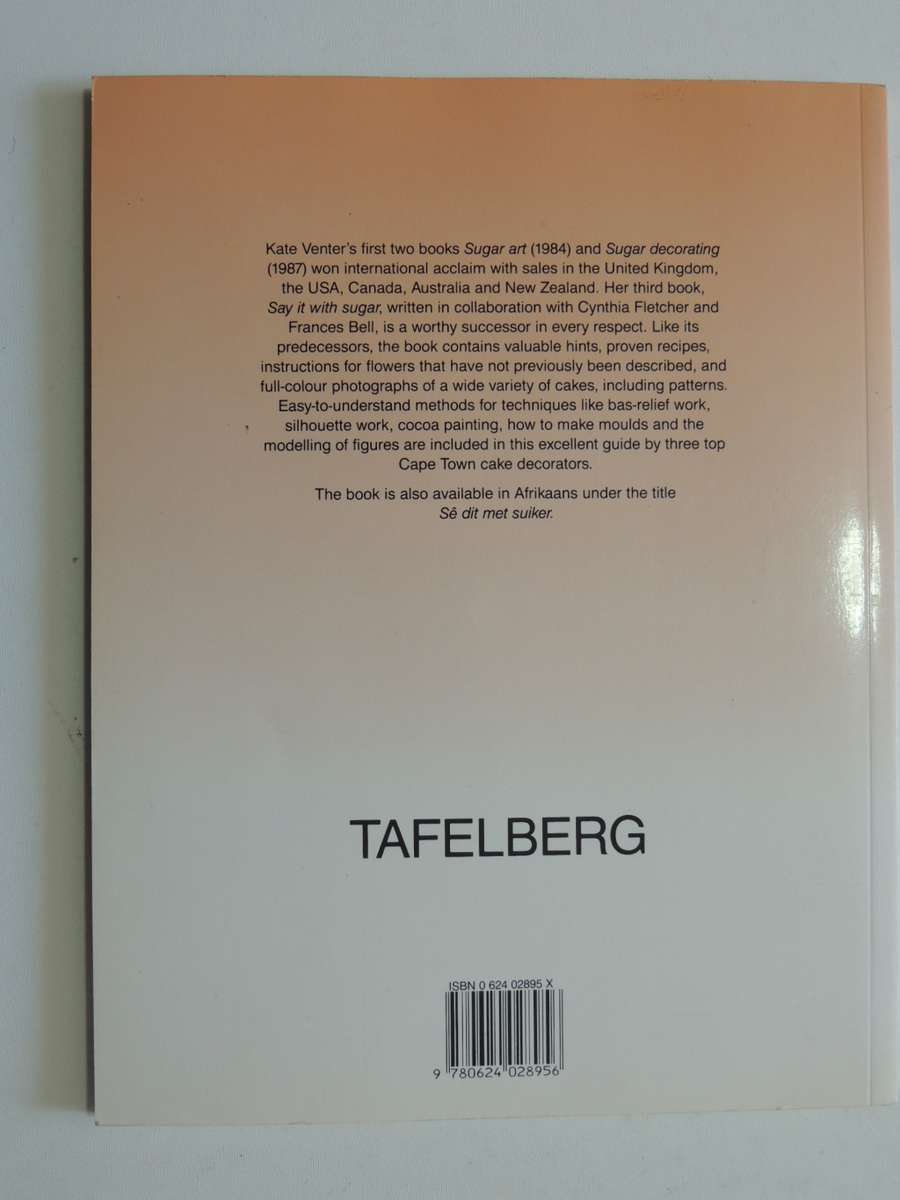 Kate Venter's first two books Sugar art (1984) and Sugar decorating
(1987) won international acclaim with sales in the United Kingdom,
the USA, Canada, Australia and New Zealand. Her third book,
Say it with sugar, written in collaboration with Cynthia Fletcher and
Frances Bell, is a worthy successor in every respect. Like its
predecessors, the book contains valuable hints, proven recipes,
instructions for flowers that have not previously been described, and
full-colour photographs of a wide variety of cakes, including patterns.
Easy-to-understand methods for techniques like bas-relief work,
silhouette work, cocoa painting, how to make moulds and the
modelling of figures are included in this excellent guide by three top
Cape Town cake decorators.
The book is also available in Afrikaans under the title
Sê dit met suiker.
TAFELBERG
ISBN 0 624 02895 X
9 780624 028956